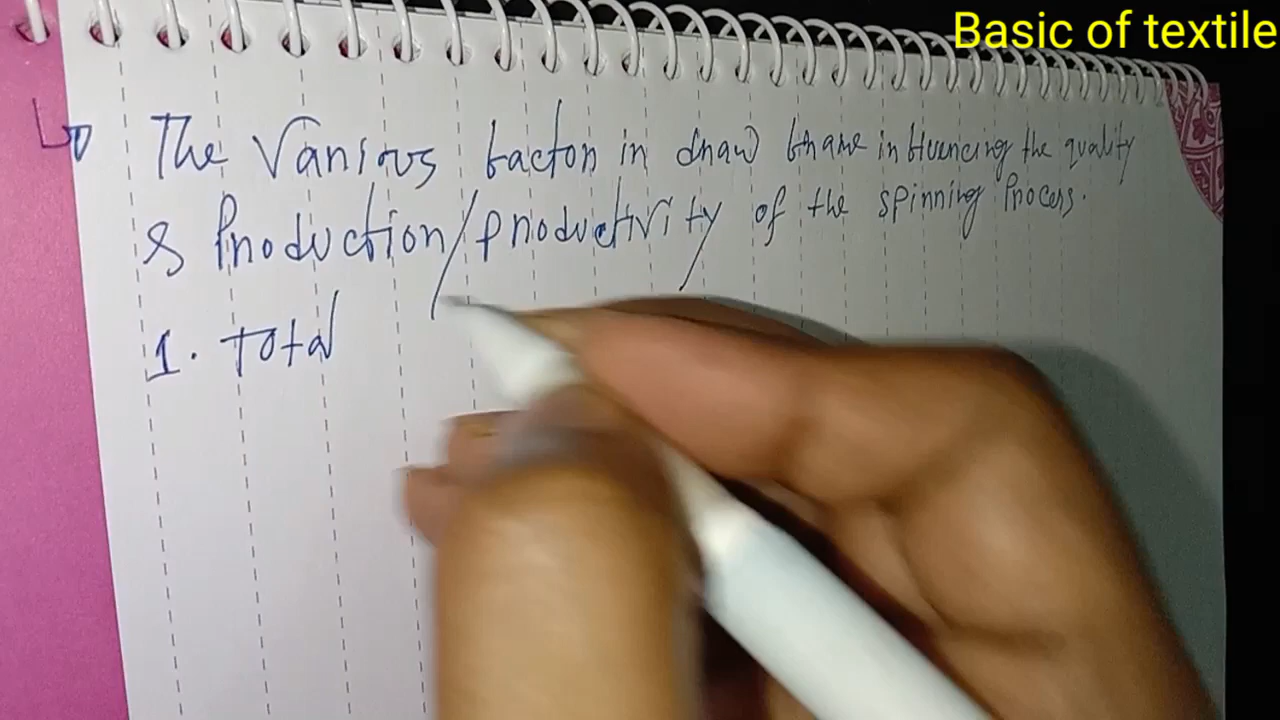 Basic of textile
The Various factor in draw frame influencing the quality
& Production/productivity of the spinning Process.
1. Total